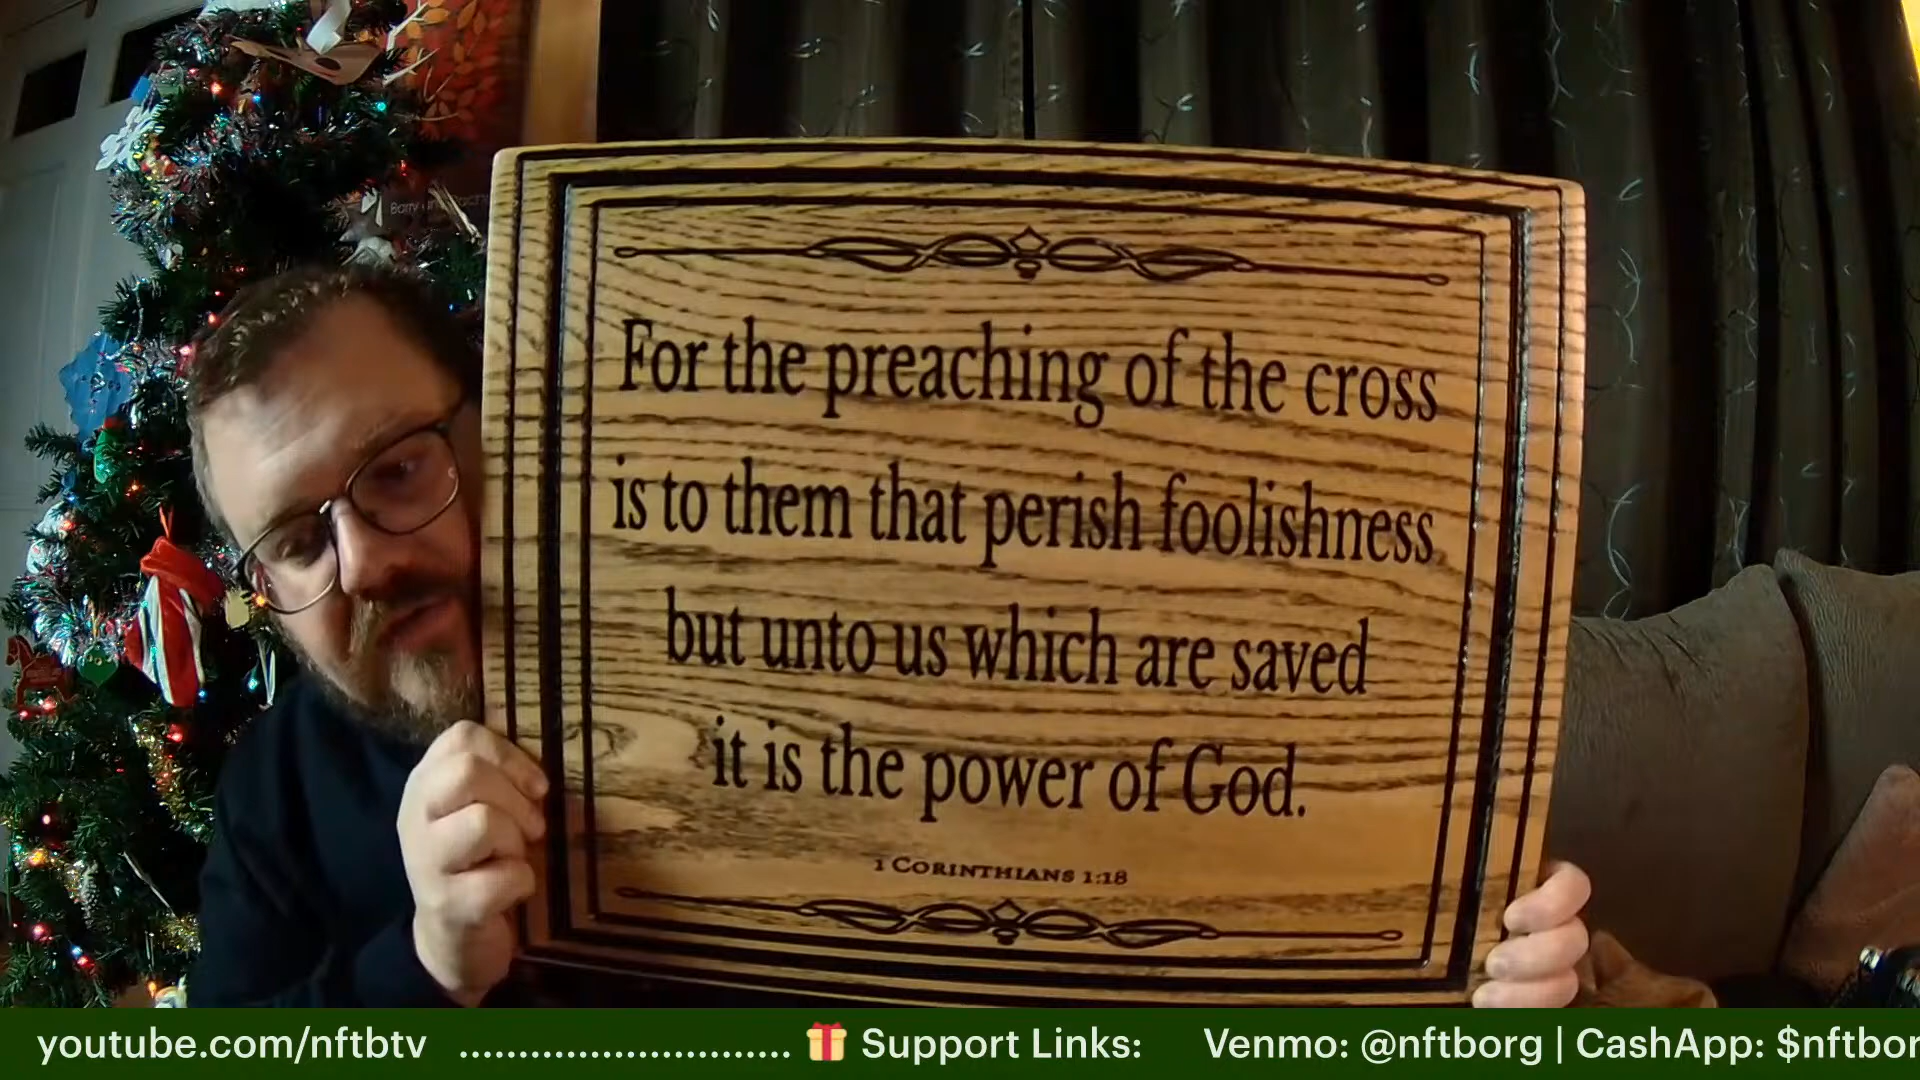 For the preaching of the cross
is to them that perish foolishness
but unto us which are saved
it is the power of God.
1 CORINTHIANS 1:18
youtube.com/nftbtv ............................ 🎁 Support Links: Venmo: @nftborg | CashApp: $nftbor